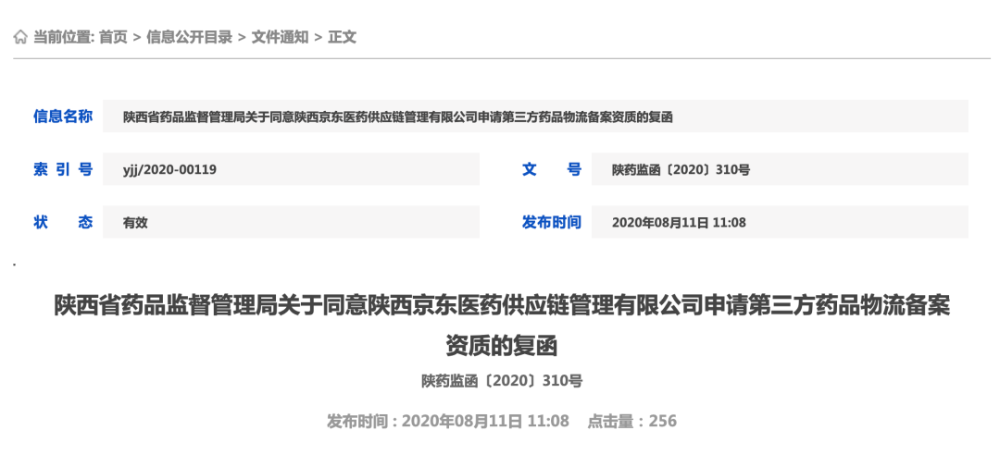 当前位置: 首页 > 信息公开目录 > 文件通知 > 正文
信息名称 陕西省药品监督管理局关于同意陕西京东医药供应链管理有限公司申请第三方药品物流备案资质的复函
索引号 yjj/2020-00119 文号 陕药监函〔2020〕310号
状态 有效 发布时间 2020年08月11日 11:08
.
陕西省药品监督管理局关于同意陕西京东医药供应链管理有限公司申请第三方药品物流备案
资质的复函
陕药监函〔2020〕310号
发布时间：2020年08月11日 11:08 点击量：256